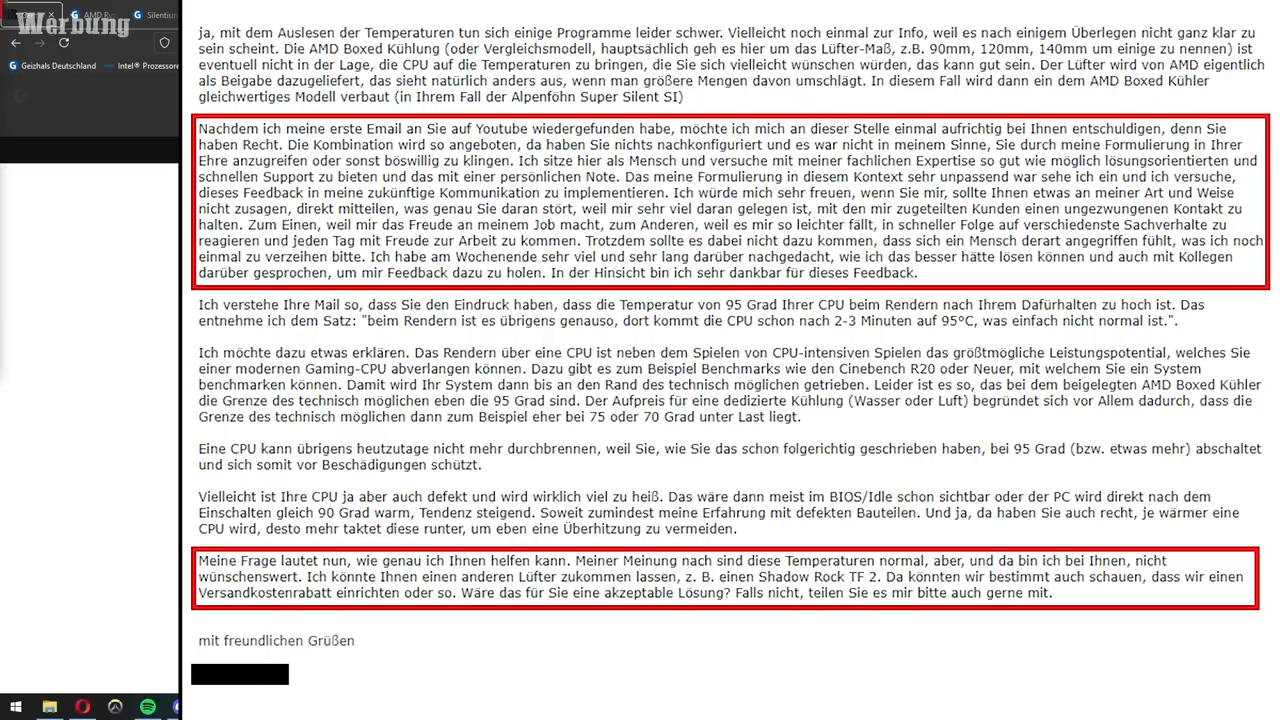 Werbung
AMD Ry
Silentium
Geizhals Deutschland
Intel® Prozessore
ja, mit dem Auslesen der Temperaturen tun sich einige Programme leider schwer. Vielleicht noch einmal zur Info, weil es nach einigem Überlegen nicht ganz klar zu
sein scheint. Die AMD Boxed Kühlung (oder Vergleichsmodell, hauptsächlich geh es hier um das Lüfter-Maß, z.B. 90mm, 120mm, 140mm um einige zu nennen) ist
eventuell nicht in der Lage, die CPU auf die Temperaturen zu bringen, die Sie sich vielleicht wünschen würden, das kann gut sein. Der Lüfter wird von AMD eigentlich
als Beigabe dazugeliefert, das sieht natürlich anders aus, wenn man größere Mengen davon umschlägt. In diesem Fall wird dann ein dem AMD Boxed Kühler
gleichwertiges Modell verbaut (in Ihrem Fall der Alpenföhn Super Silent SI)
Nachdem ich meine erste Email an Sie auf Youtube wiedergefunden habe, möchte ich mich an dieser Stelle einmal aufrichtig bei Ihnen entschuldigen, denn Sie
haben Recht. Die Kombination wird so angeboten, da haben Sie nichts nachkonfiguriert und es war nicht in meinem Sinne, Sie durch meine Formulierung in Ihrer
Ehre anzugreifen oder sonst böswillig zu klingen. Ich sitze hier als Mensch und versuche mit meiner fachlichen Expertise so gut wie möglich lösungsorientierten und
schnellen Support zu bieten und das mit einer persönlichen Note. Das meine Formulierung in diesem Kontext sehr unpassend war sehe ich ein und ich versuche,
dieses Feedback in meine zukünftige Kommunikation zu implementieren. Ich würde mich sehr freuen, wenn Sie mir, sollte Ihnen etwas an meiner Art und Weise
nicht zusagen, direkt mitteilen, was genau Sie daran stört, weil mir sehr viel daran gelegen ist, mit den mir zugeteilten Kunden einen ungezwungenen Kontakt zu
halten. Zum Einen, weil mir das Freude an meinem Job macht, zum Anderen, weil es mir so leichter fällt, in schneller Folge auf verschiedenste Sachverhalte zu
reagieren und jeden Tag mit Freude zur Arbeit zu kommen. Trotzdem sollte es dabei nicht dazu kommen, dass sich ein Mensch derart angegriffen fühlt, was ich noch
einmal zu verzeihen bitte. Ich habe am Wochenende sehr viel und sehr lang darüber nachgedacht, wie ich das besser hätte lösen können und auch mit Kollegen
darüber gesprochen, um mir Feedback dazu zu holen. In der Hinsicht bin ich sehr dankbar für dieses Feedback.
Ich verstehe Ihre Mail so, dass Sie den Eindruck haben, dass die Temperatur von 95 Grad Ihrer CPU beim Rendern nach Ihrem Dafürhalten zu hoch ist. Das
entnehme ich dem Satz: "beim Rendern ist es übrigens genauso, dort kommt die CPU schon nach 2-3 Minuten auf 95°C, was einfach nicht normal ist.".
Ich möchte dazu etwas erklären. Das Rendern über eine CPU ist neben dem Spielen von CPU-intensiven Spielen das größtmögliche Leistungspotential, welches Sie
einer modernen Gaming-CPU abverlangen können. Dazu gibt es zum Beispiel Benchmarks wie den Cinebench R20 oder Neuer, mit welchem Sie ein System
benchmarken können. Damit wird Ihr System dann bis an den Rand des technisch möglichen getrieben. Leider ist es so, das bei dem beigelegten AMD Boxed Kühler
die Grenze des technisch möglichen eben die 95 Grad sind. Der Aufpreis für eine dedizierte Kühlung (Wasser oder Luft) begründet sich vor Allem dadurch, dass die
Grenze des technisch möglichen dann zum Beispiel eher bei 75 oder 70 Grad unter Last liegt.
Eine CPU kann übrigens heutzutage nicht mehr durchbrennen, weil Sie, wie Sie das schon folgerichtig geschrieben haben, bei 95 Grad (bzw. etwas mehr) abschaltet
und sich somit vor Beschädigungen schützt.
Vielleicht ist Ihre CPU ja aber auch defekt und wird wirklich viel zu heiß. Das wäre dann meist im BIOS/Idle schon sichtbar oder der PC wird direkt nach dem
Einschalten gleich 90 Grad warm, Tendenz steigend. Soweit zumindest meine Erfahrung mit defekten Bauteilen. Und ja, da haben Sie auch recht, je wärmer eine
CPU wird, desto mehr taktet diese runter, um eben eine Überhitzung zu vermeiden.
Meine Frage lautet nun, wie genau ich Ihnen helfen kann. Meiner Meinung nach sind diese Temperaturen normal, aber, und da bin ich bei Ihnen, nicht
wünschenswert. Ich könnte Ihnen einen anderen Lüfter zukommen lassen, z. B. einen Shadow Rock TF 2. Da könnten wir bestimmt auch schauen, dass wir einen
Versandkostenrabatt einrichten oder so. Wäre das für Sie eine akzeptable Lösung? Falls nicht, teilen Sie es mir bitte auch gerne mit.
mit freundlichen Grüßen